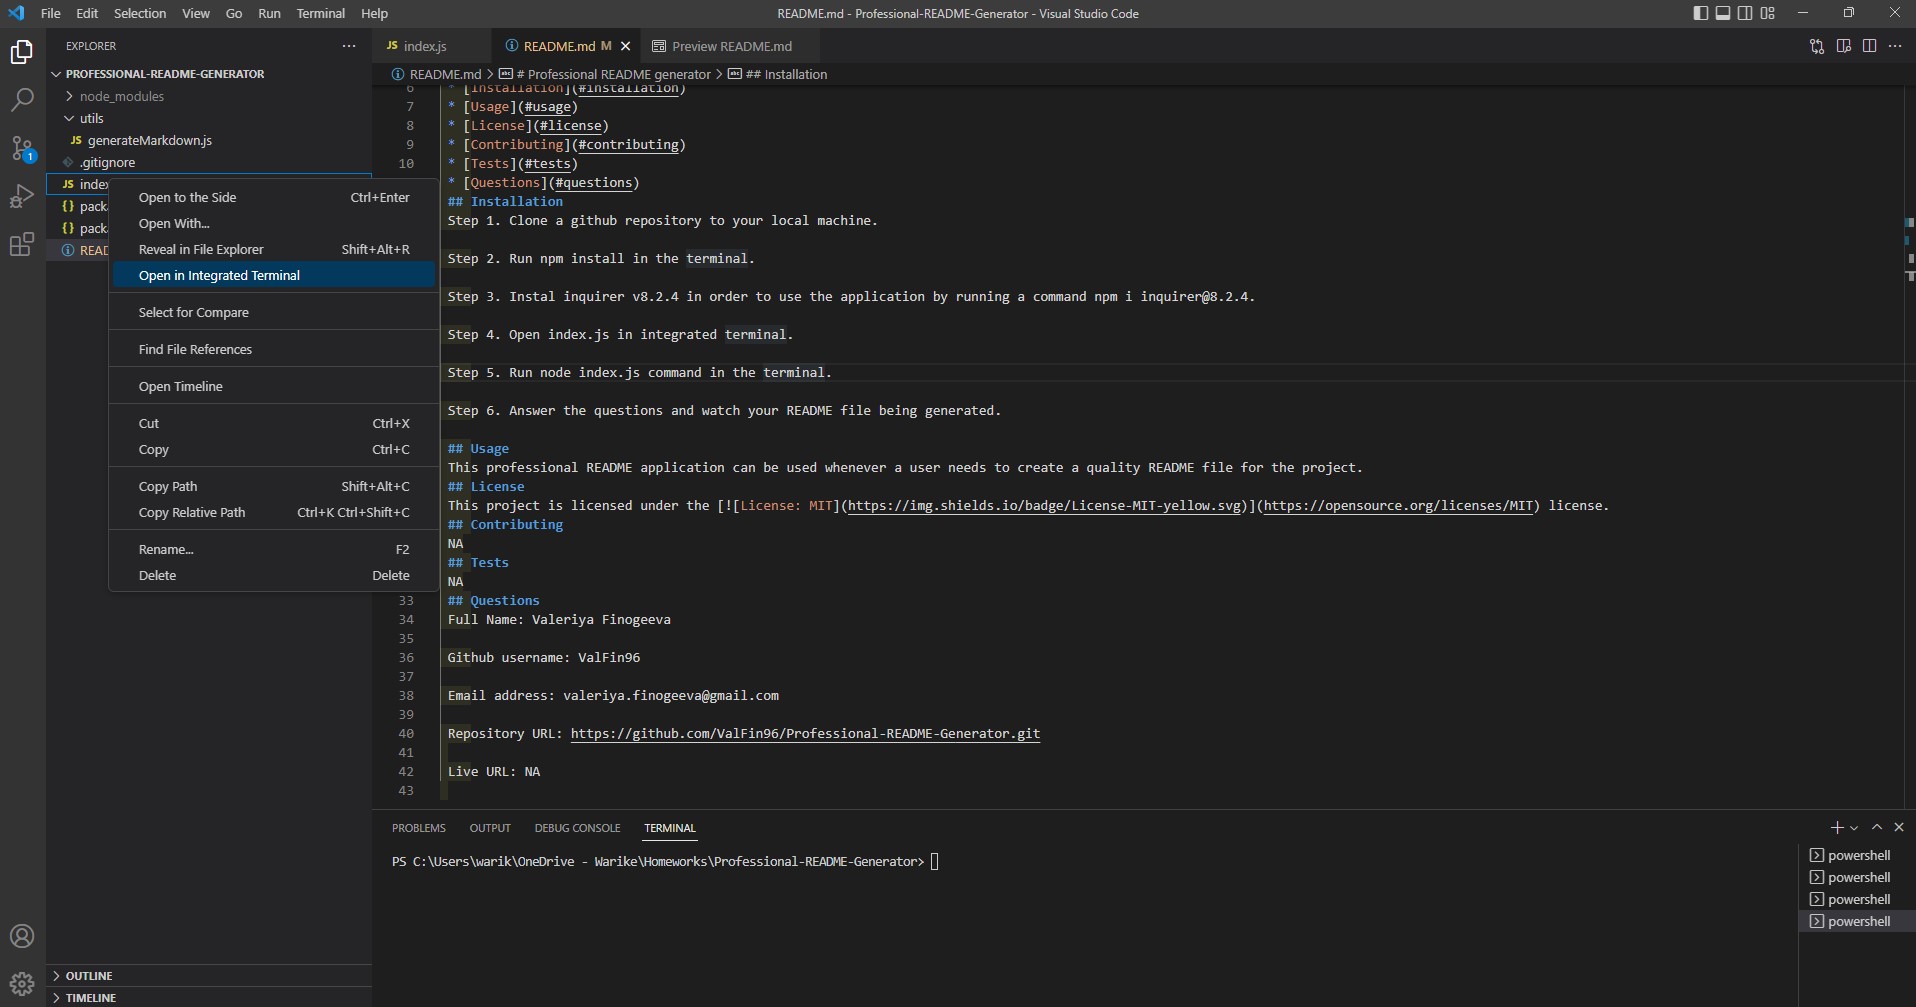 File Edit Selection View Go Run Terminal Help
README.md - Professional-README-Generator - Visual Studio Code
EXPLORER
PROFESSIONAL-README-GENERATOR
node_modules
utils
JS generateMarkdown.js
.gitignore
JS index
{} pack
{} pack
READ
1
Open to the Side Ctrl+Enter
Open With...
Reveal in File Explorer Shift+Alt+R
Open in Integrated Terminal
Select for Compare
Find File References
Open Timeline
Cut Ctrl+X
Copy Ctrl+C
Copy Path Shift+Alt+C
Copy Relative Path Ctrl+K Ctrl+Shift+C
Rename... F2
Delete Delete
OUTLINE
TIMELINE
JS index.js
README.md M
Preview README.md
README.md > # Professional README generator > ## Installation
6 * [Installation](#installation)
7 * [Usage](#usage)
8 * [License](#license)
9 * [Contributing](#contributing)
10 * [Tests](#tests)
* [Questions](#questions)
## Installation
Step 1. Clone a github repository to your local machine.
Step 2. Run npm install in the terminal.
Step 3. Instal inquirer v8.2.4 in order to use the application by running a command npm i inquirer@8.2.4.
Step 4. Open index.js in integrated terminal.
Step 5. Run node index.js command in the terminal.
Step 6. Answer the questions and watch your README file being generated.
## Usage
This professional README application can be used whenever a user needs to create a quality README file for the project.
## License
This project is licensed under the [![License: MIT](https://img.shields.io/badge/License-MIT-yellow.svg)](https://opensource.org/licenses/MIT) license.
## Contributing
NA
## Tests
NA
33 ## Questions
34 Full Name: Valeriya Finogeeva
35
36 Github username: ValFin96
37
38 Email address: valeriya.finogeeva@gmail.com
39
40 Repository URL: https://github.com/ValFin96/Professional-README-Generator.git
41
42 Live URL: NA
43
PROBLEMS OUTPUT DEBUG CONSOLE TERMINAL
PS C:\Users\warik\OneDrive - Warike\Homeworks\Professional-README-Generator>
powershell
powershell
powershell
powershell